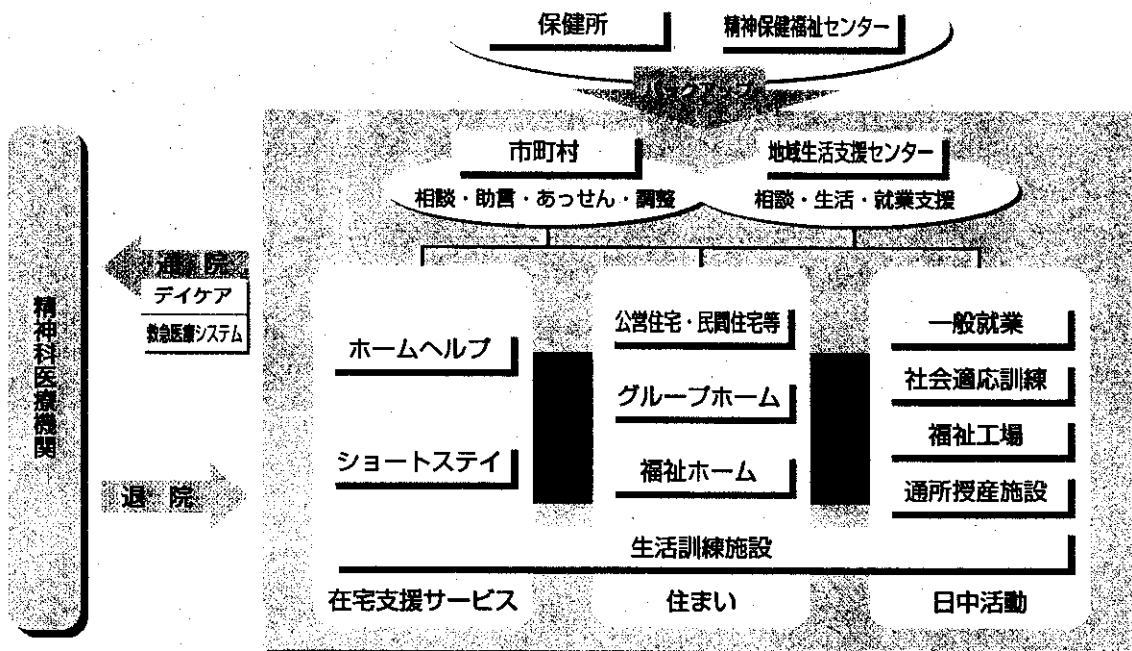 保健所
精神保健福祉センター
バックアップ
市町村
地域生活支援センター
相談・助言・あっせん・調整
相談・生活・就業支援
通院
デイケア
救急医療システム
精神科医療機関
退院
ホームヘルプ
ショートステイ
公営住宅・民間住宅等
グループホーム
福祉ホーム
一般就業
社会適応訓練
福祉工場
通所授産施設
生活訓練施設
在宅支援サービス
住まい
日中活動